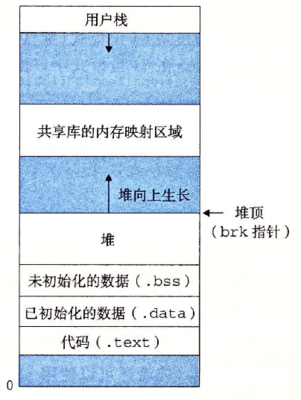 用户栈
共享库的内存映射区域
堆向上生长
堆顶
(brk 指针)
堆
未初始化的数据(.bss)
已初始化的数据(.data)
代码(.text)
0